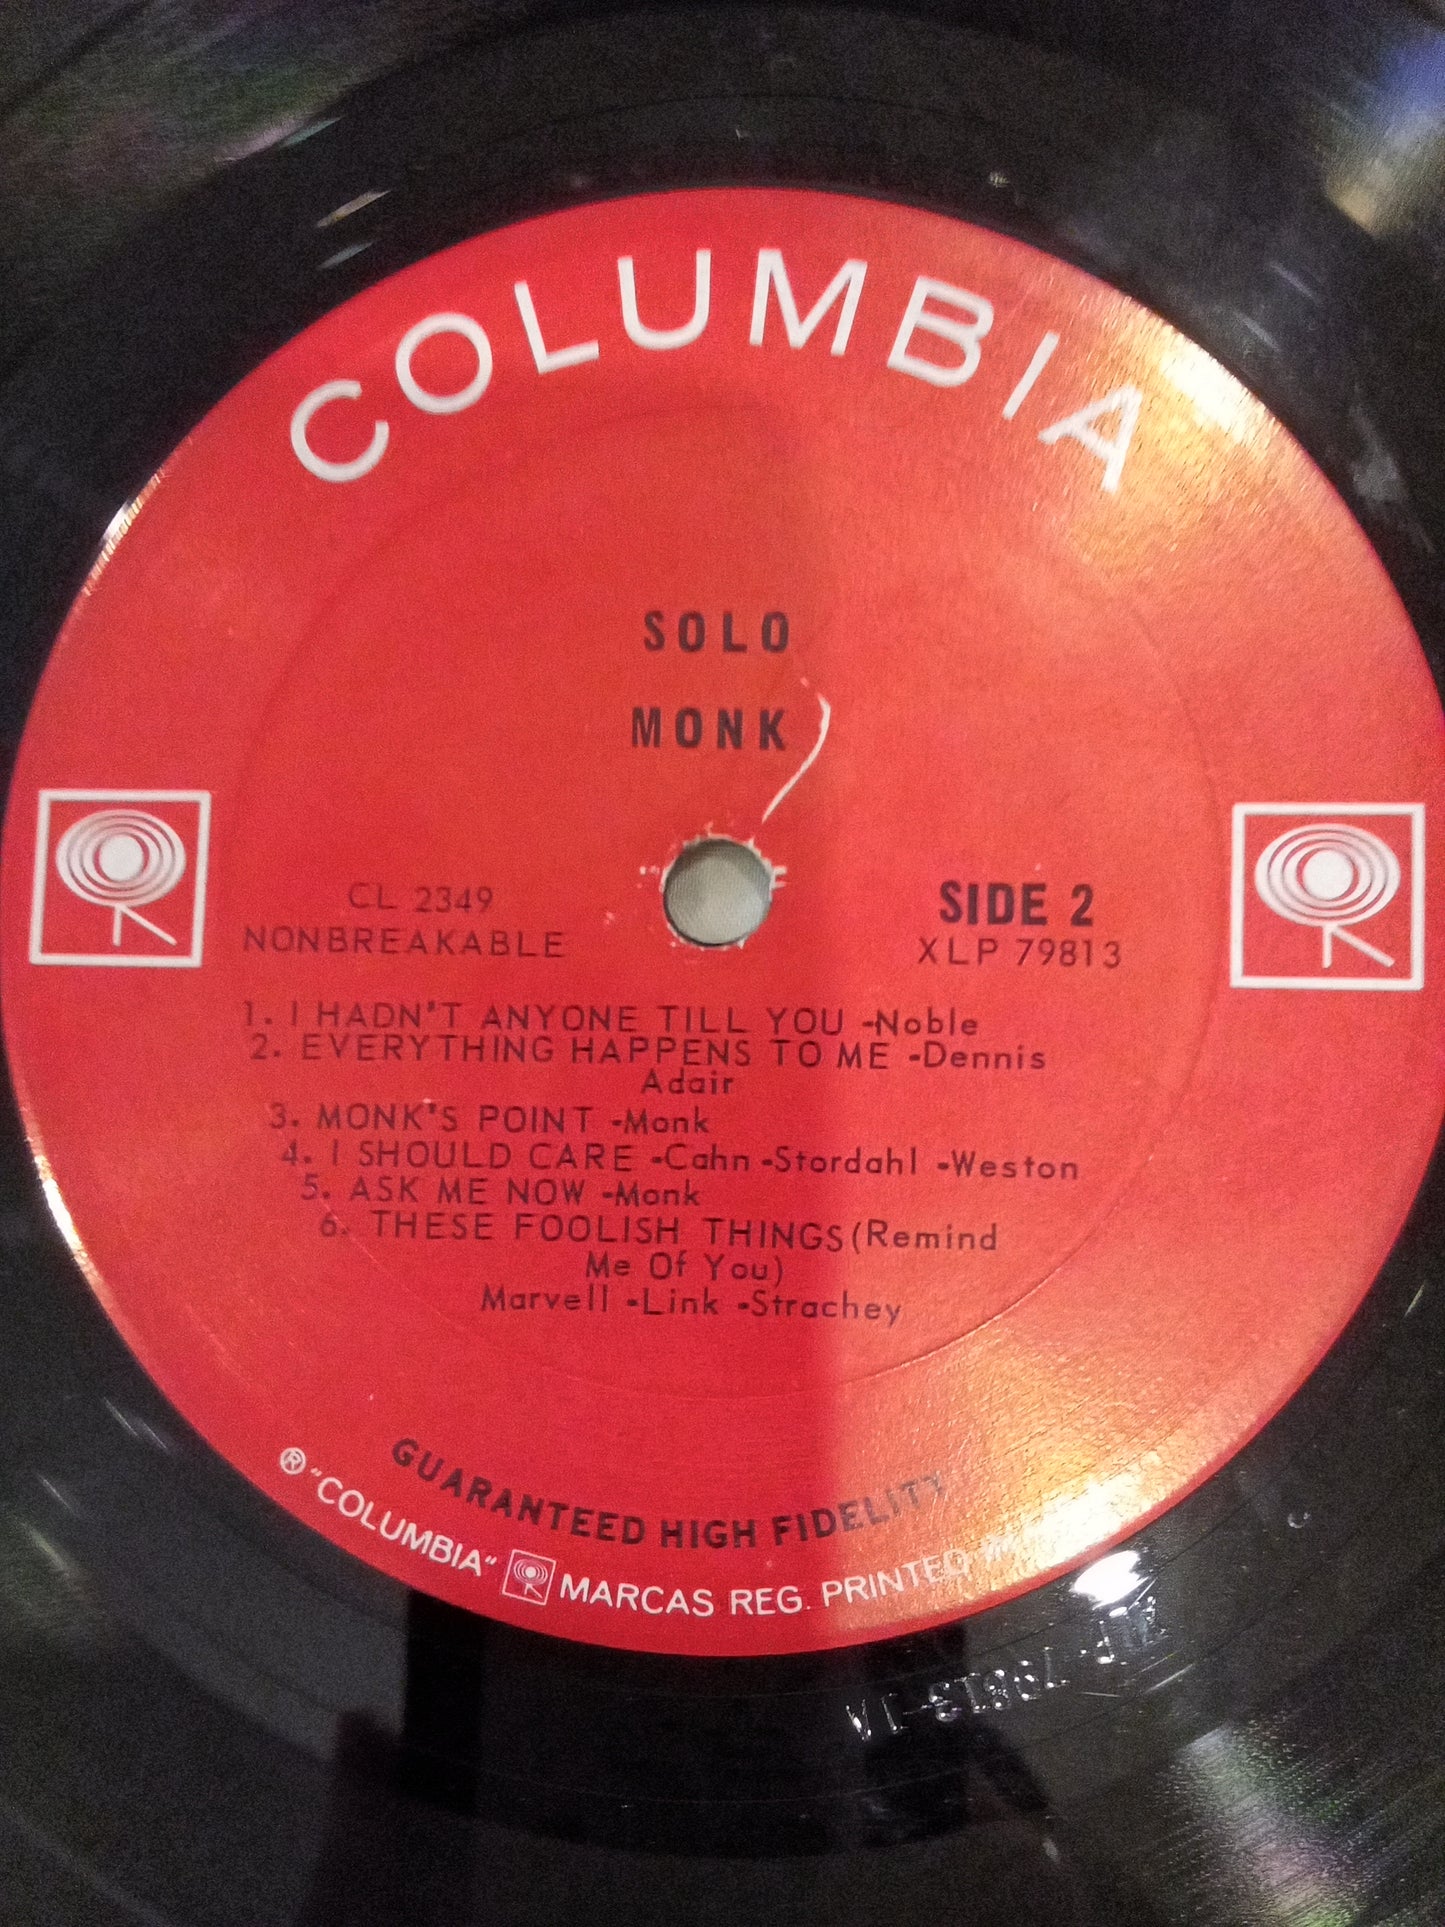 COLUMBIA
SOLO
MONK
CL 2349
NONBREAKABLE
SIDE 2
XLP 79813
1. I HADN'T ANYONE TILL YOU -Noble
2. EVERYTHING HAPPENS TO ME -Dennis
Adair
3. MONK'S POINT -Monk
4. I SHOULD CARE -Cahn -Stordahl -Weston
5. ASK ME NOW -Monk
6. THESE FOOLISH THINGS (Remind
Me Of You)
Marvell -Link -Strachey
GUARANTEED HIGH FIDELITY
® "COLUMBIA" MARCAS REG. PRINTED
79813-1A